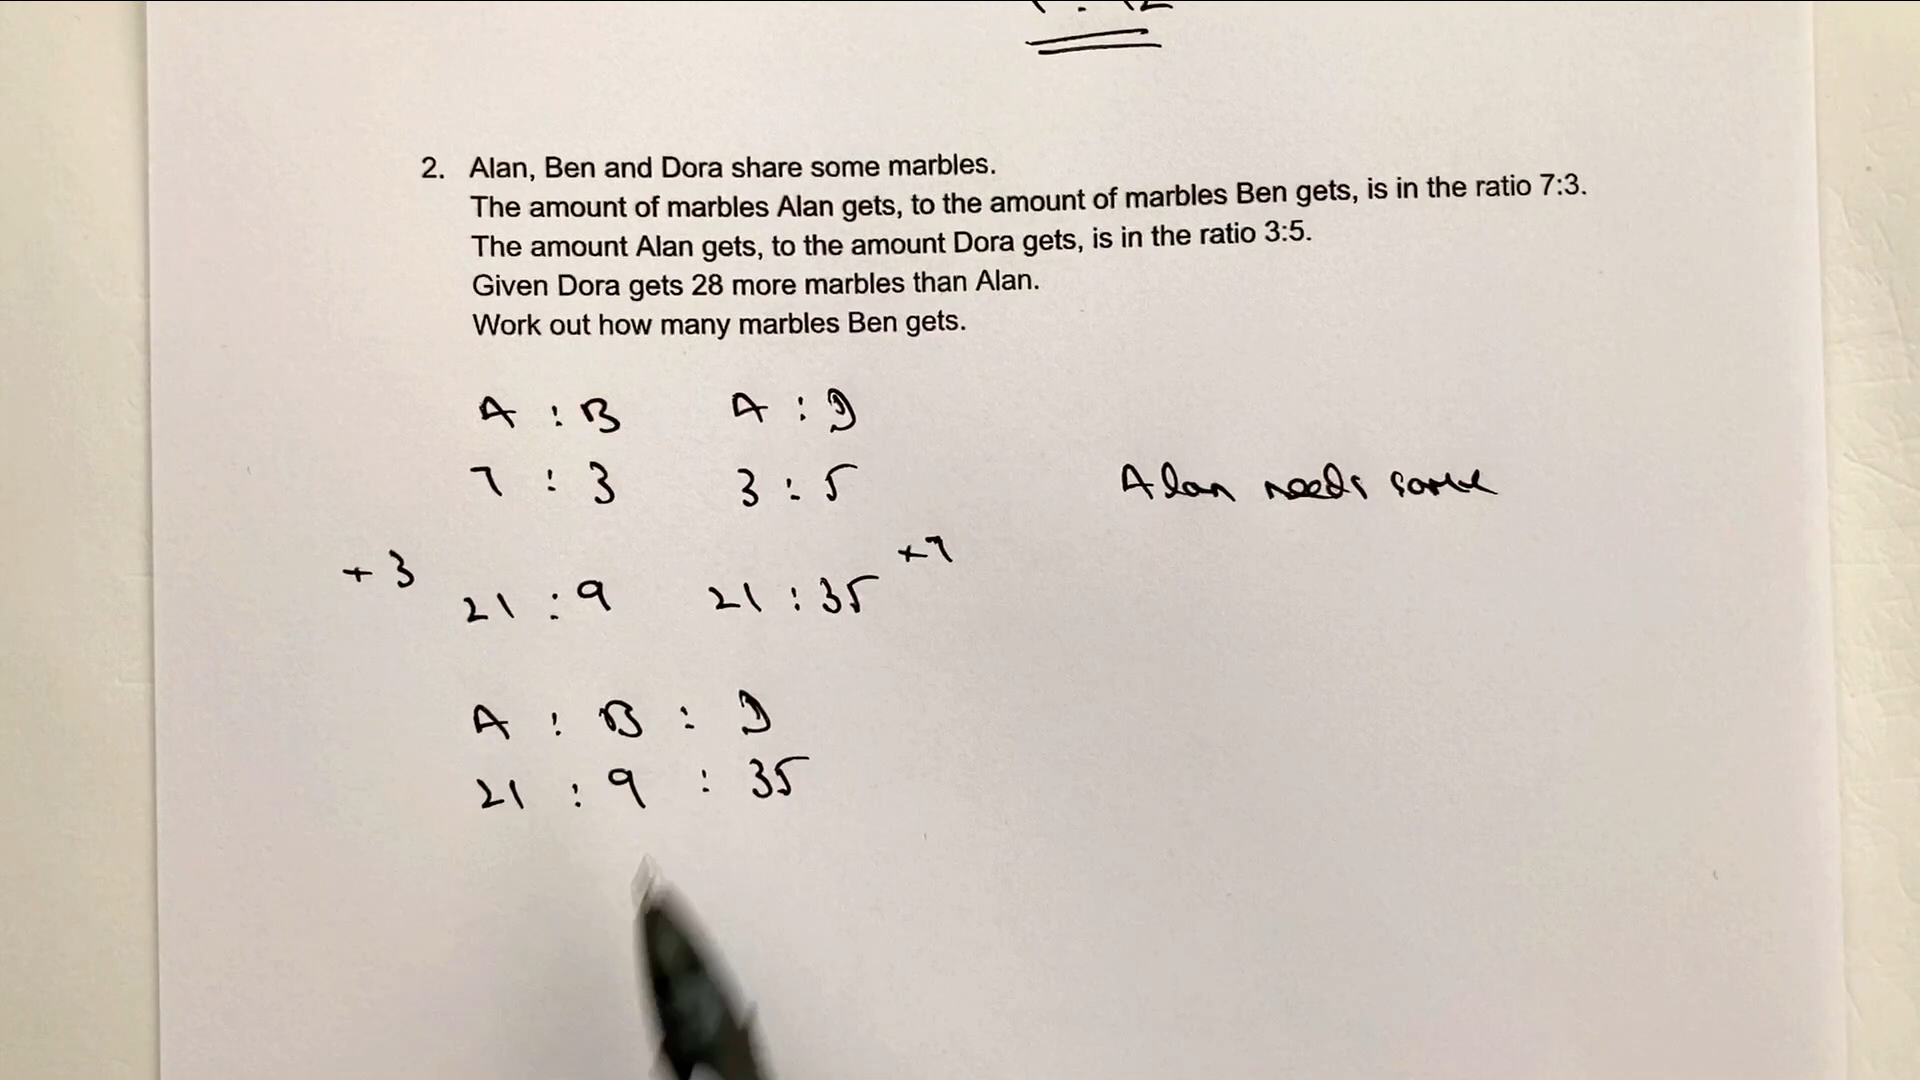 2. Alan, Ben and Dora share some marbles.
The amount of marbles Alan gets, to the amount of marbles Ben gets, is in the ratio 7:3.
The amount Alan gets, to the amount Dora gets, is in the ratio 3:5.
Given Dora gets 28 more marbles than Alan.
Work out how many marbles Ben gets.
A : B A : D
7 : 3 3 : 5
Alan needs same
×3 21 : 9 21 : 35 ×7
A : B : D
21 : 9 : 35